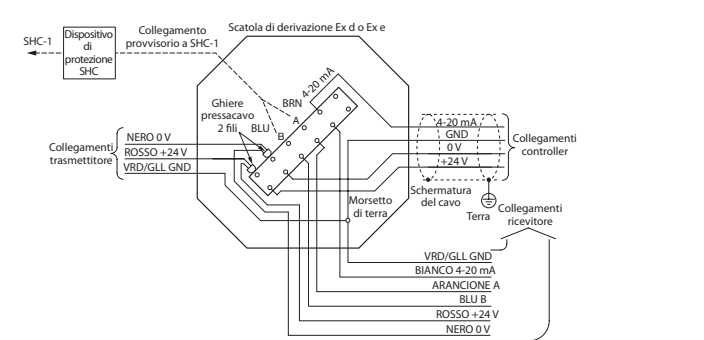 Scatola di derivazione Ex d o Ex e
SHC-1
Dispositivo
di
protezione
SHC
Collegamento
provvisorio a SHC-1
4-20 mA
BRN
A
Ghiere
pressacavo
2 fili
BLU
B
Collegamenti
trasmettitore
NERO 0 V
ROSSO +24 V
VRD/GLL GND
4-20 mA
GND
0 V
+24 V
Collegamenti
controller
Schermatura
del cavo
Terra
Morsetto
di terra
Collegamenti
ricevitore
VRD/GLL GND
BIANCO 4-20 mA
ARANCIONE A
BLU B
ROSSO +24 V
NERO 0 V